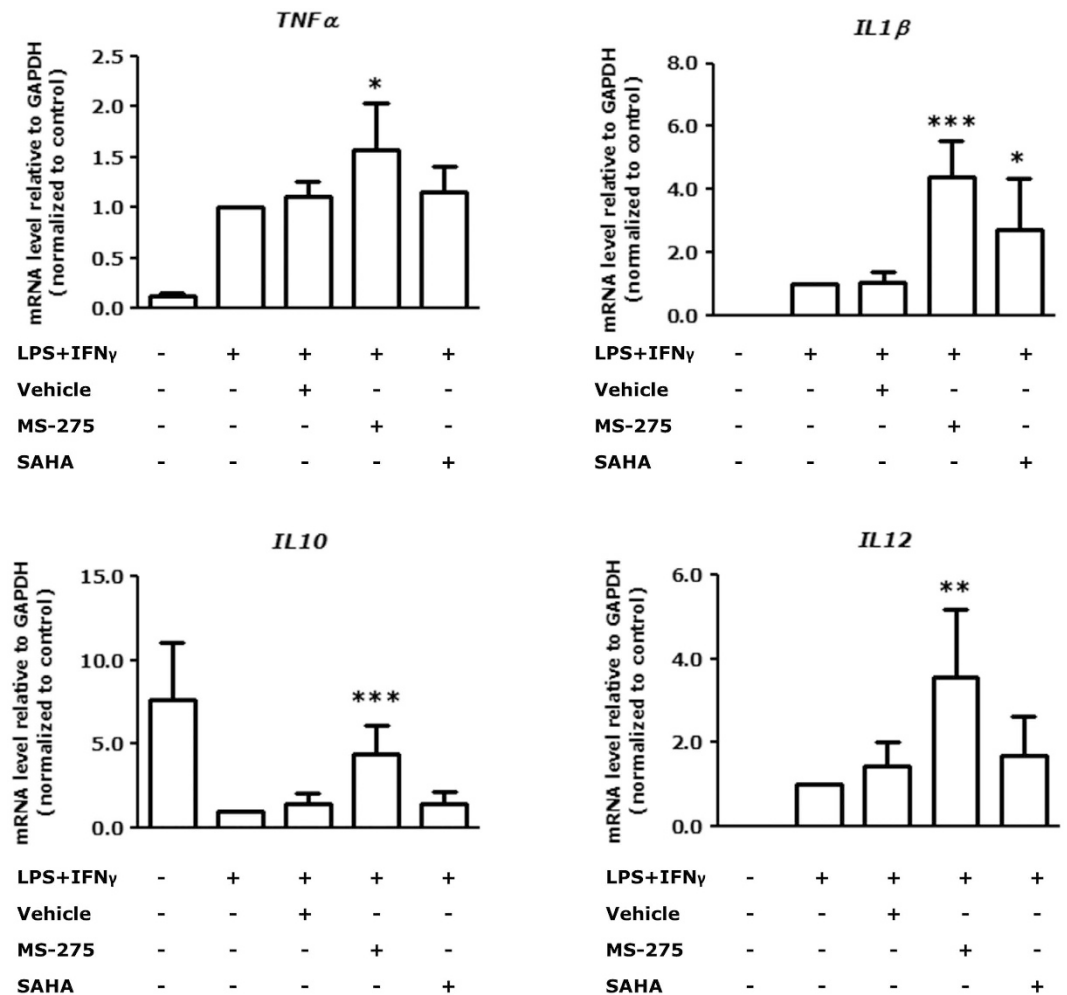 TNFα
mRNA level relative to GAPDH
(normalized to control)
2.5
2.0
1.5
1.0
0.5
0.0
*
LPS+IFNγ - + + + +
Vehicle - - + - -
MS-275 - - - + -
SAHA - - - - +
IL1β
mRNA level relative to GAPDH
(normalized to control)
8.0
6.0
4.0
2.0
0.0
***
*
LPS+IFNγ - + + + +
Vehicle - - + - -
MS-275 - - - + -
SAHA - - - - +
IL10
mRNA level relative to GAPDH
(normalized to control)
15.0
10.0
5.0
0.0
***
LPS+IFNγ - + + + +
Vehicle - - + - -
MS-275 - - - + -
SAHA - - - - +
IL12
mRNA level relative to GAPDH
(normalized to control)
6.0
4.0
2.0
0.0
**
LPS+IFNγ - + + + +
Vehicle - - + - -
MS-275 - - - + -
SAHA - - - - +